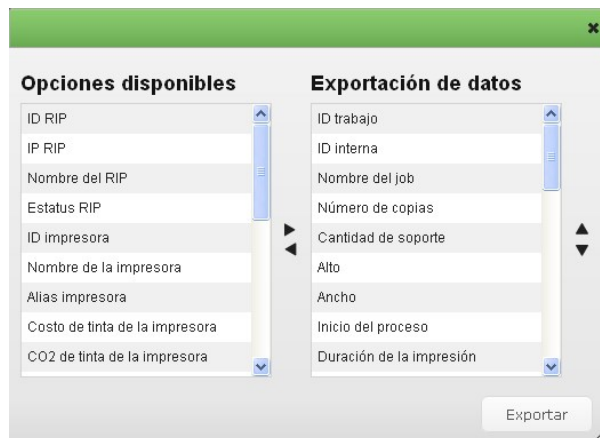 Opciones disponibles
ID RIP
IP RIP
Nombre del RIP
Estatus RIP
ID impresora
Nombre de la impresora
Alias impresora
Costo de tinta de la impresora
CO2 de tinta de la impresora
Exportación de datos
ID trabajo
ID interna
Nombre del job
Número de copias
Cantidad de soporte
Alto
Ancho
Inicio del proceso
Duración de la impresión
Exportar